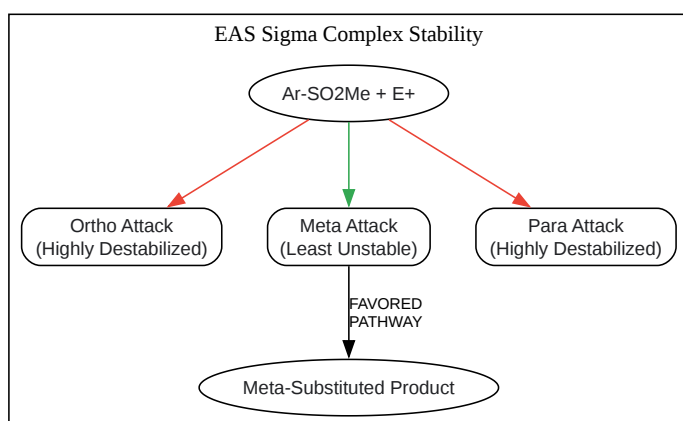 EAS Sigma Complex Stability
Ar-SO2Me + E+
Ortho Attack
(Highly Destabilized)
Meta Attack
(Least Unstable)
Para Attack
(Highly Destabilized)
FAVORED
PATHWAY
Meta-Substituted Product